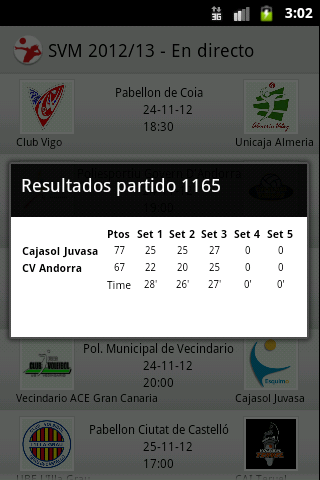 3G
3:02
SVM 2012/13 - En directo
Pabellon de Coia
24-11-12
18:30
Club Vigo
Unicaja Almeria
Resultados partido 1165
Ptos Set 1 Set 2 Set 3 Set 4 Set 5
Cajasol Juvasa 77 25 25 27 0 0
CV Andorra 67 22 20 25 0 0
Time 28' 26' 27' 0' 0'
Pol. Municipal de Vecindario
24-11-12
20:00
Vecindario ACE Gran Canaria
Cajasol Juvasa
Pabellon Ciutat de Castelló
25-11-12
17:00